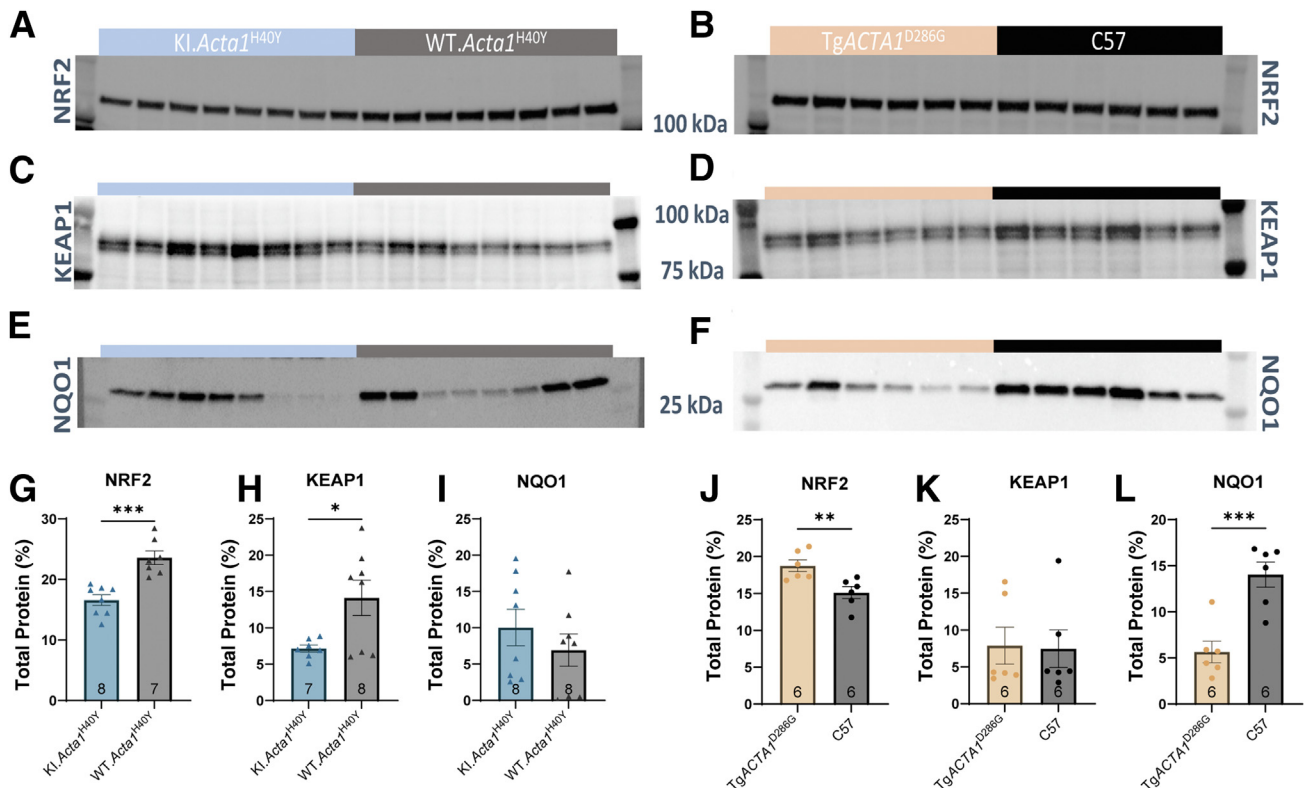 A
KI.Acta1H40Y
WT.Acta1H40Y
NRF2
B
TgACTA1D286G
C57
NRF2
100 kDa
C
KEAP1
D
100 kDa
75 kDa
KEAP1
E
NQO1
F
25 kDa
NQO1
G
NRF2
Total Protein (%)
30
20
10
0
***
8
7
KI.Acta1H40Y
WT.Acta1H40Y
H
KEAP1
Total Protein (%)
25
20
15
10
5
0
*
7
8
KI.Acta1H40Y
WT.Acta1H40Y
I
NQO1
Total Protein (%)
25
20
15
10
5
0
8
8
KI.Acta1H40Y
WT.Acta1H40Y
J
NRF2
Total Protein (%)
25
20
15
10
5
0
**
6
6
TgACTA1D286G
C57
K
KEAP1
Total Protein (%)
25
20
15
10
5
0
6
6
TgACTA1D286G
C57
L
NQO1
Total Protein (%)
20
15
10
5
0
***
6
6
TgACTA1D286G
C57